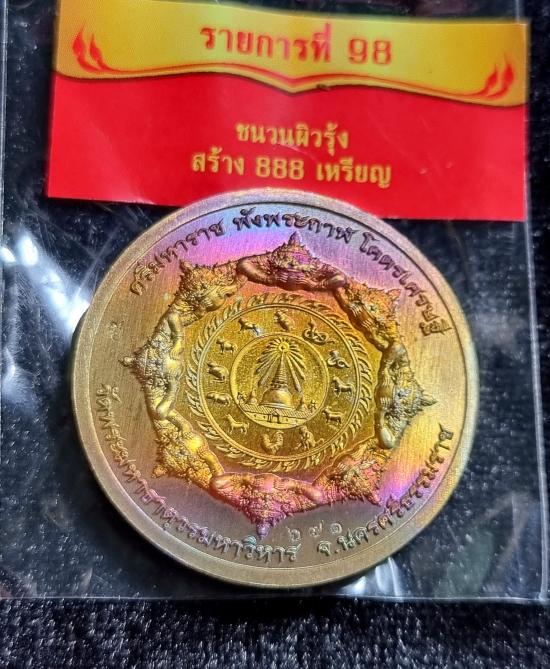 รายการที่ 98
ชนวนผิวรุ้ง
สร้าง 888 เหรียญ
ศรีมหาราช พังพระกาฬ โคตรเศรษฐี
วัดพระมหาธาตุวรมหาวิหาร จ.นครศรีธรรมราช
๖๗๑